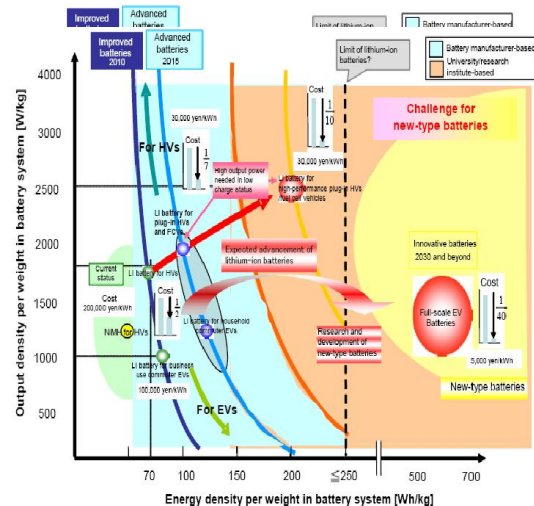 Improved
Advanced
batteries
Limit of lithium-ion
Battery manufacturer-based
Improved
batteries
2010
Advanced
batteries
2015
Limit of lithium-ion
batteries?
Battery manufacturer-based
University/research
institute-based
Output density per weight in battery system [W/kg]
4000
3000
2500
2000
1500
1000
500
30,000 yen/kWh
For HVs
Cost
1
7
Cost
1
10
30,000 yen/kWh
Challenge for
new-type batteries
High output power
needed in low
charge status
LI battery for
high-performance plug-in HVs
/fuel cell vehicles
LI battery for
plug-in HVs
and FCVs
Current
status
LI battery for HVs
Expected advancement of
lithium-ion batteries
Innovative batteries
2030 and beyond
Cost
200,000 yen/kWh
NiMH for HVs
Cost
1
2
LI battery for household
commuter EVs
Research and
development of
new-type batteries
Full-scale EV
Batteries
Cost
1
40
5,000 yen/kWh
LI battery for business
use commuter EVs
100,000 yen/kWh
New-type batteries
For EVs
70
100
150
200
≦250
500
700
Energy density per weight in battery system [Wh/kg]